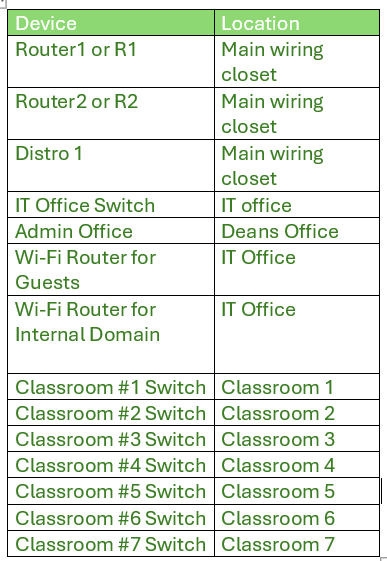 Device Location
Router1 or R1 Main wiring
closet
Router2 or R2 Main wiring
closet
Distro 1 Main wiring
closet
IT Office Switch IT office
Admin Office Deans Office
Wi-Fi Router for IT Office
Guests
Wi-Fi Router for IT Office
Internal Domain
Classroom #1 Switch Classroom 1
Classroom #2 Switch Classroom 2
Classroom #3 Switch Classroom 3
Classroom #4 Switch Classroom 4
Classroom #5 Switch Classroom 5
Classroom #6 Switch Classroom 6
Classroom #7 Switch Classroom 7